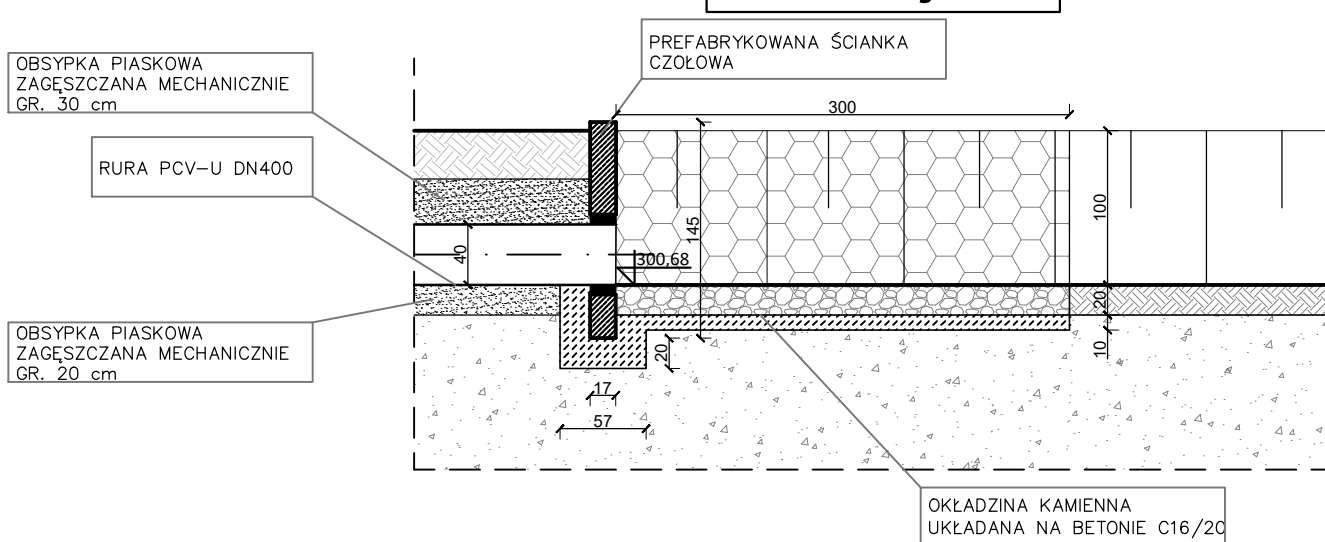 PREFABRYKOWANA ŚCIANKA
CZOŁOWA
OBSYPKA PIASKOWA
ZAGĘSZCZANA MECHANICZNIE
GR. 30 cm
300
RURA PCV-U DN400
100
145
40
300,68
20
10
OBSYPKA PIASKOWA
ZAGĘSZCZANA MECHANICZNIE
GR. 20 cm
20
17
57
OKŁADZINA KAMIENNA
UKŁADANA NA BETONIE C16/20